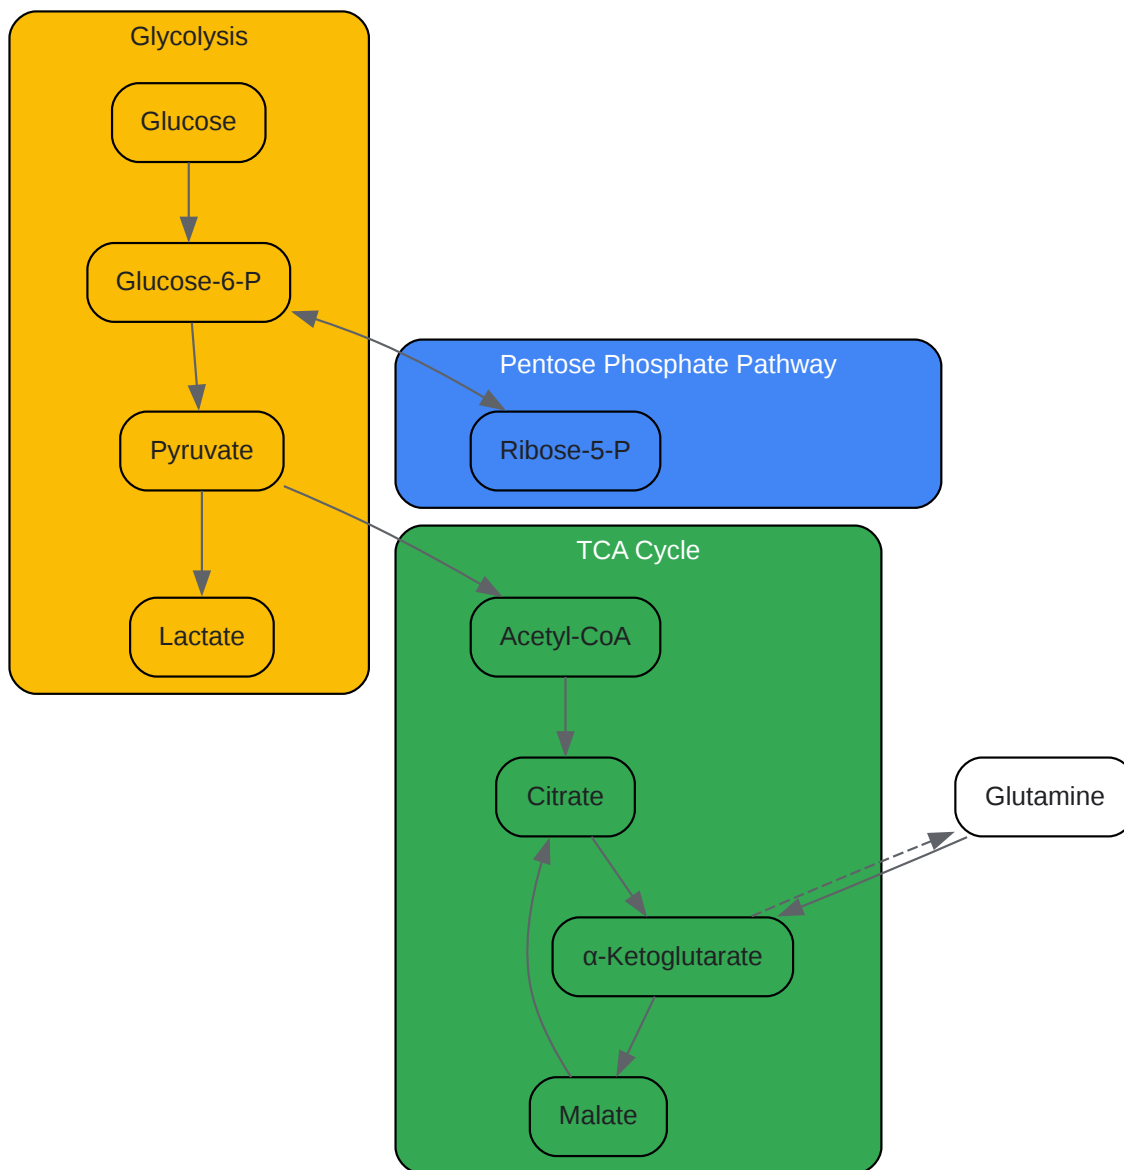 Glycolysis
Glucose
Glucose-6-P
Pentose Phosphate Pathway
Pyruvate
Ribose-5-P
TCA Cycle
Lactate
Acetyl-CoA
Citrate
Glutamine
α-Ketoglutarate
Malate